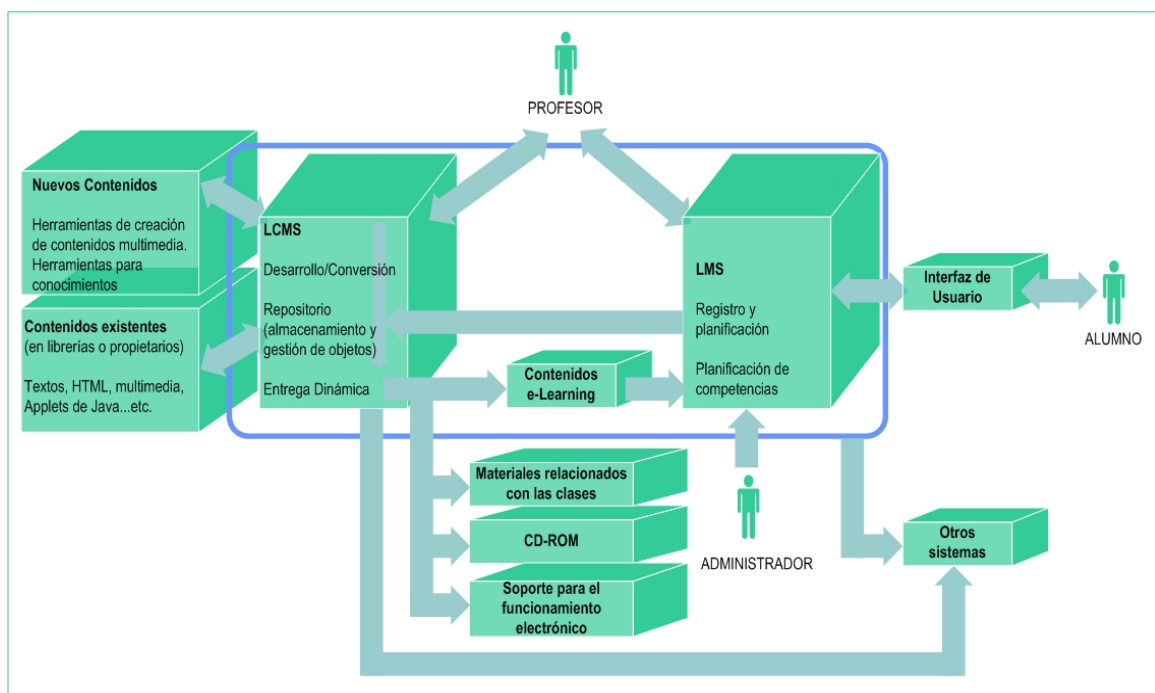 PROFESOR
Nuevos Contenidos
Herramientas de creación
de contenidos multimedia.
Herramientas para
conocimientos
Contenidos existentes
(en librerías o propietarios)
Textos, HTML, multimedia,
Applets de Java...etc.
LCMS
Desarrollo/Conversión
Repositorio
(almacenamiento y
gestión de objetos)
Entrega Dinámica
Contenidos
e-Learning
LMS
Registro y
planificación
Planificación de
competencias
Interfaz de
Usuario
ALUMNO
Materiales relacionados
con las clases
CD-ROM
Soporte para el
funcionamiento
electrónico
ADMINISTRADOR
Otros
sistemas